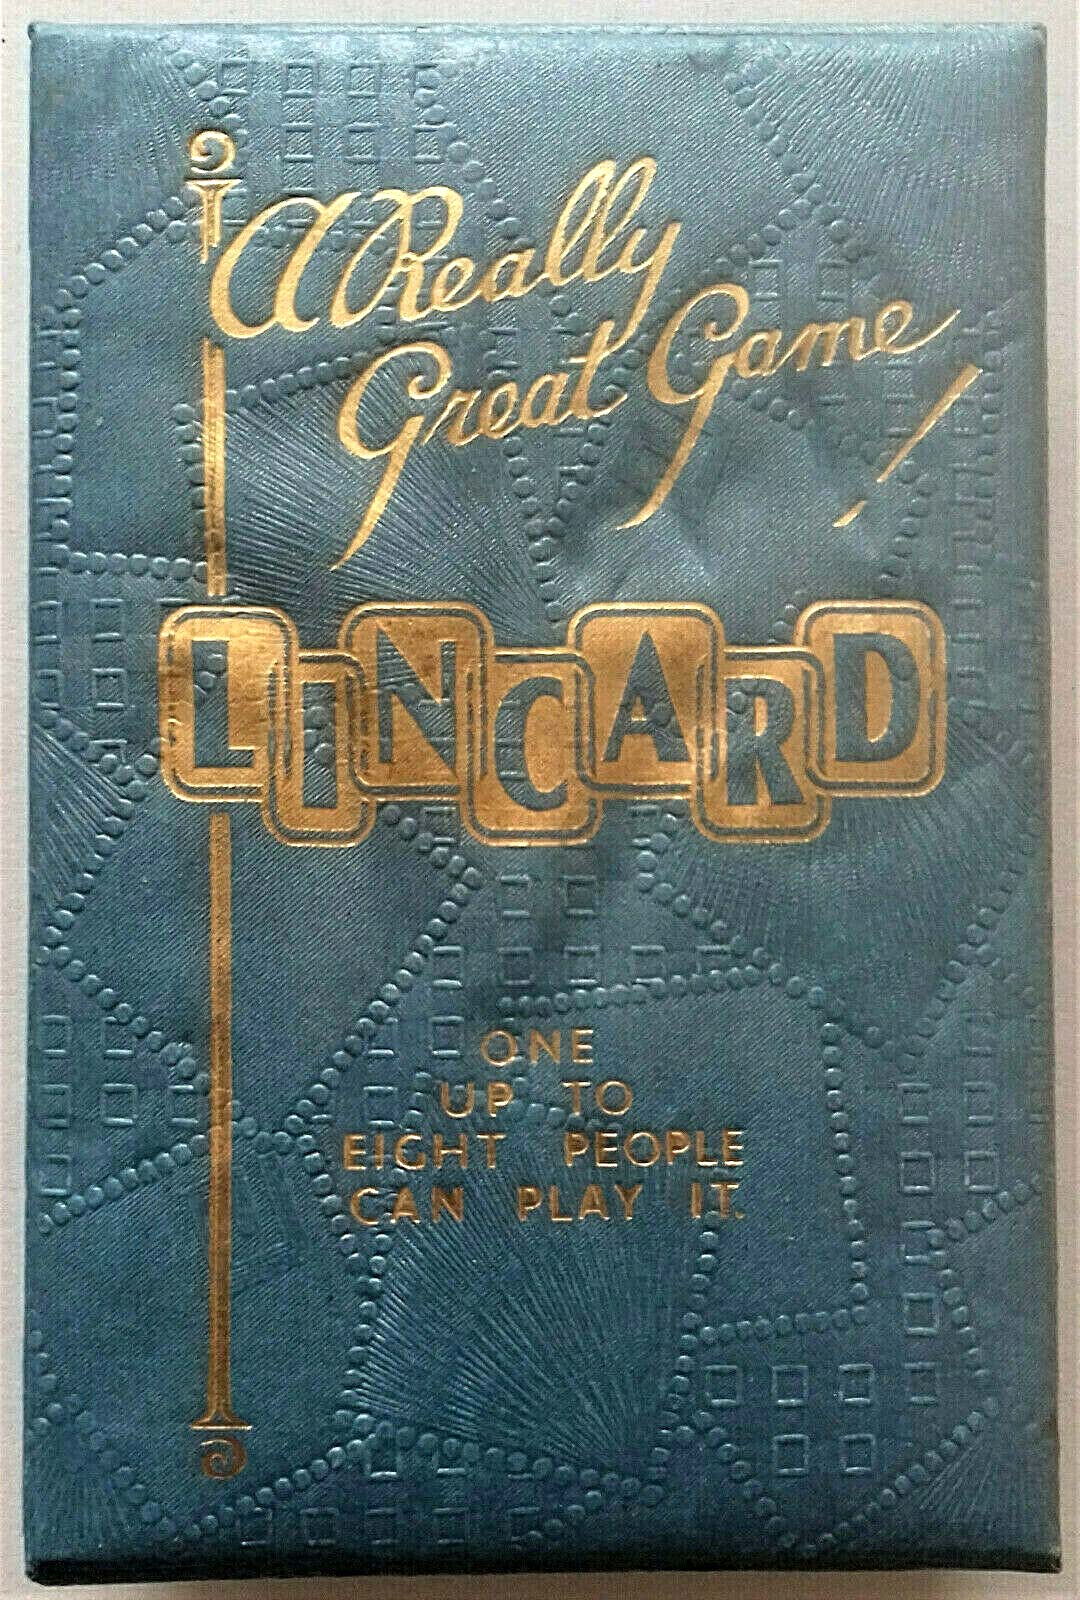 A Really
Great Game!
LINCARD
ONE
UP TO
EIGHT PEOPLE
CAN PLAY IT.